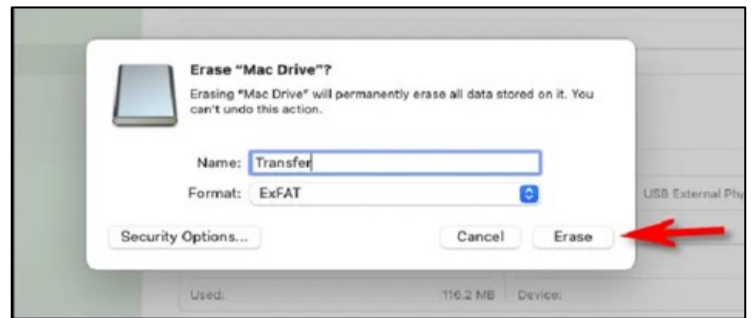 Erase “Mac Drive”?
Erasing “Mac Drive” will permanently erase all data stored on it. You
can't undo this action.
Name: Transfer
Format: ExFAT
USB External
Security Options... Cancel Erase
Used: 116.2 MB Device: